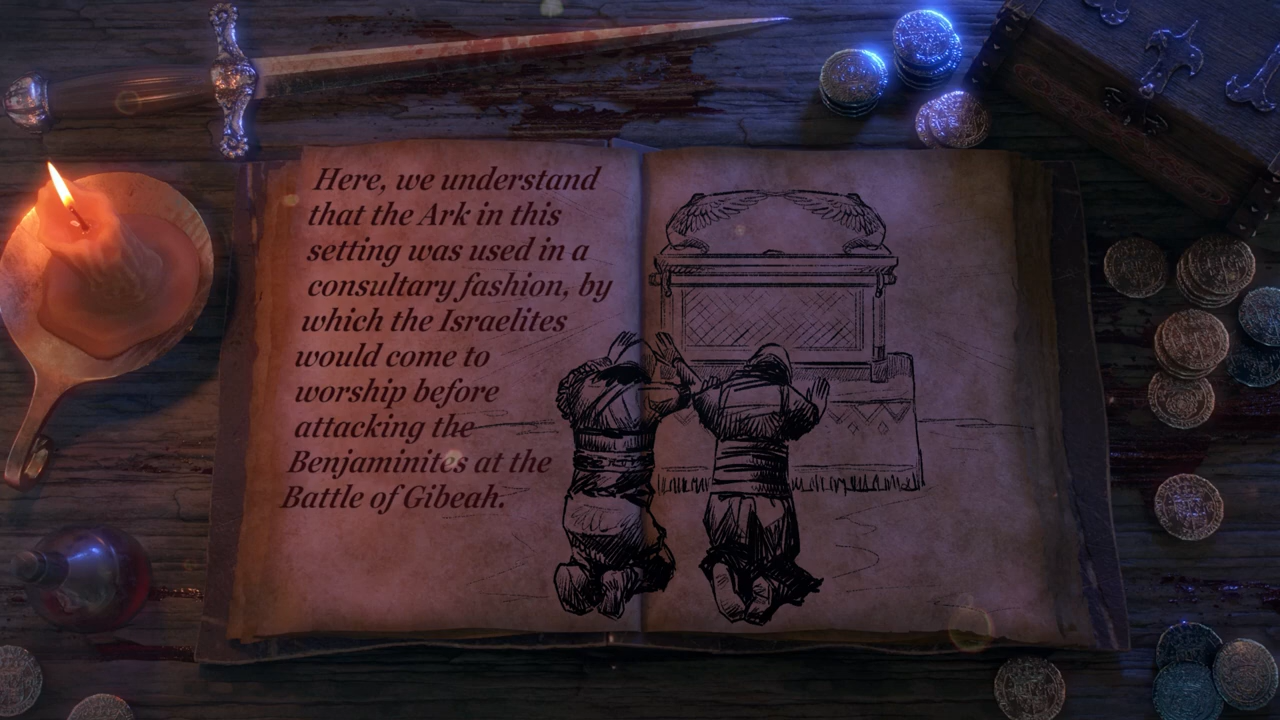 Here, we understand
that the Ark in this
setting was used in a
consultary fashion, by
which the Israelites
would come to
worship before
attacking the
Benjaminites at the
Battle of Gibeah.